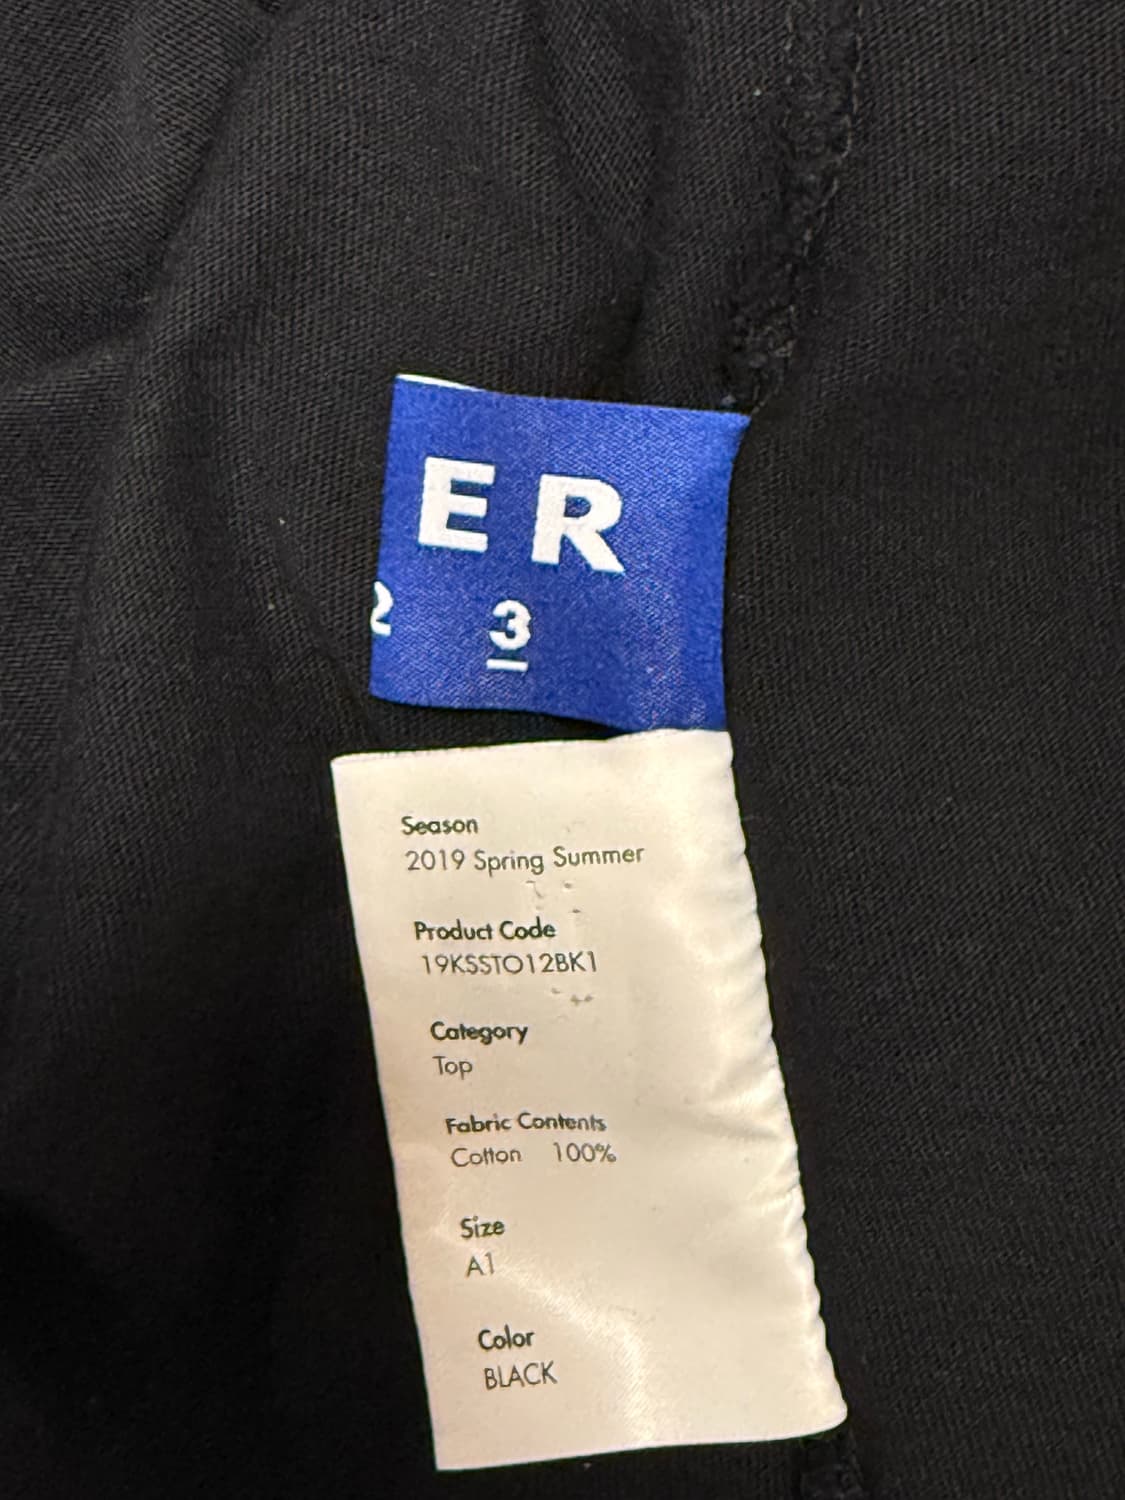 ER
2 3
Season
2019 Spring Summer
Product Code
19KSSTO12BK1
Category
Top
Fabric Contents
Cotton 100%
Size
A1
Color
BLACK